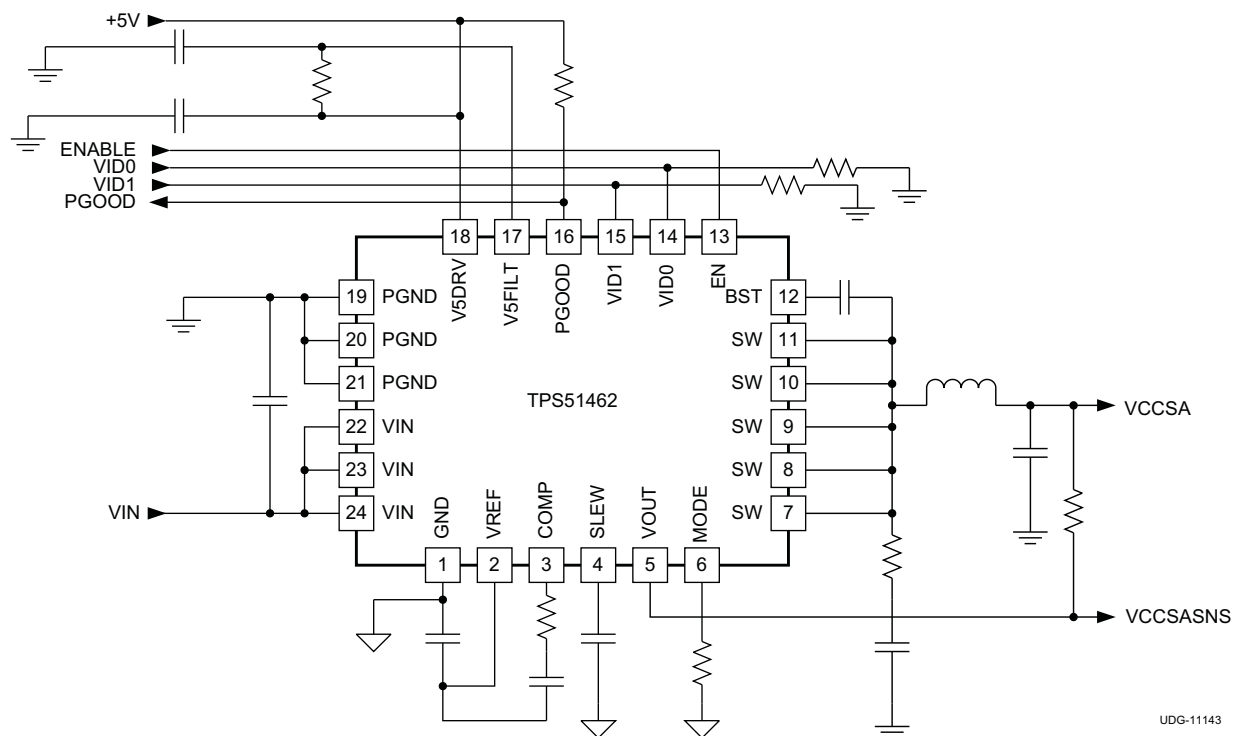 +5V
ENABLE
VID0
VID1
PGOOD
18 17 16 15 14 13
V5DRV V5FILT PGOOD VID1 VID0 EN
19 PGND BST 12
20 PGND SW 11
21 PGND SW 10
TPS51462
22 VIN SW 9
23 VIN SW 8
24 VIN SW 7
VCCSA
VIN
GND VREF COMP SLEW VOUT MODE
1 2 3 4 5 6
VCCSASNS
UDG-11143